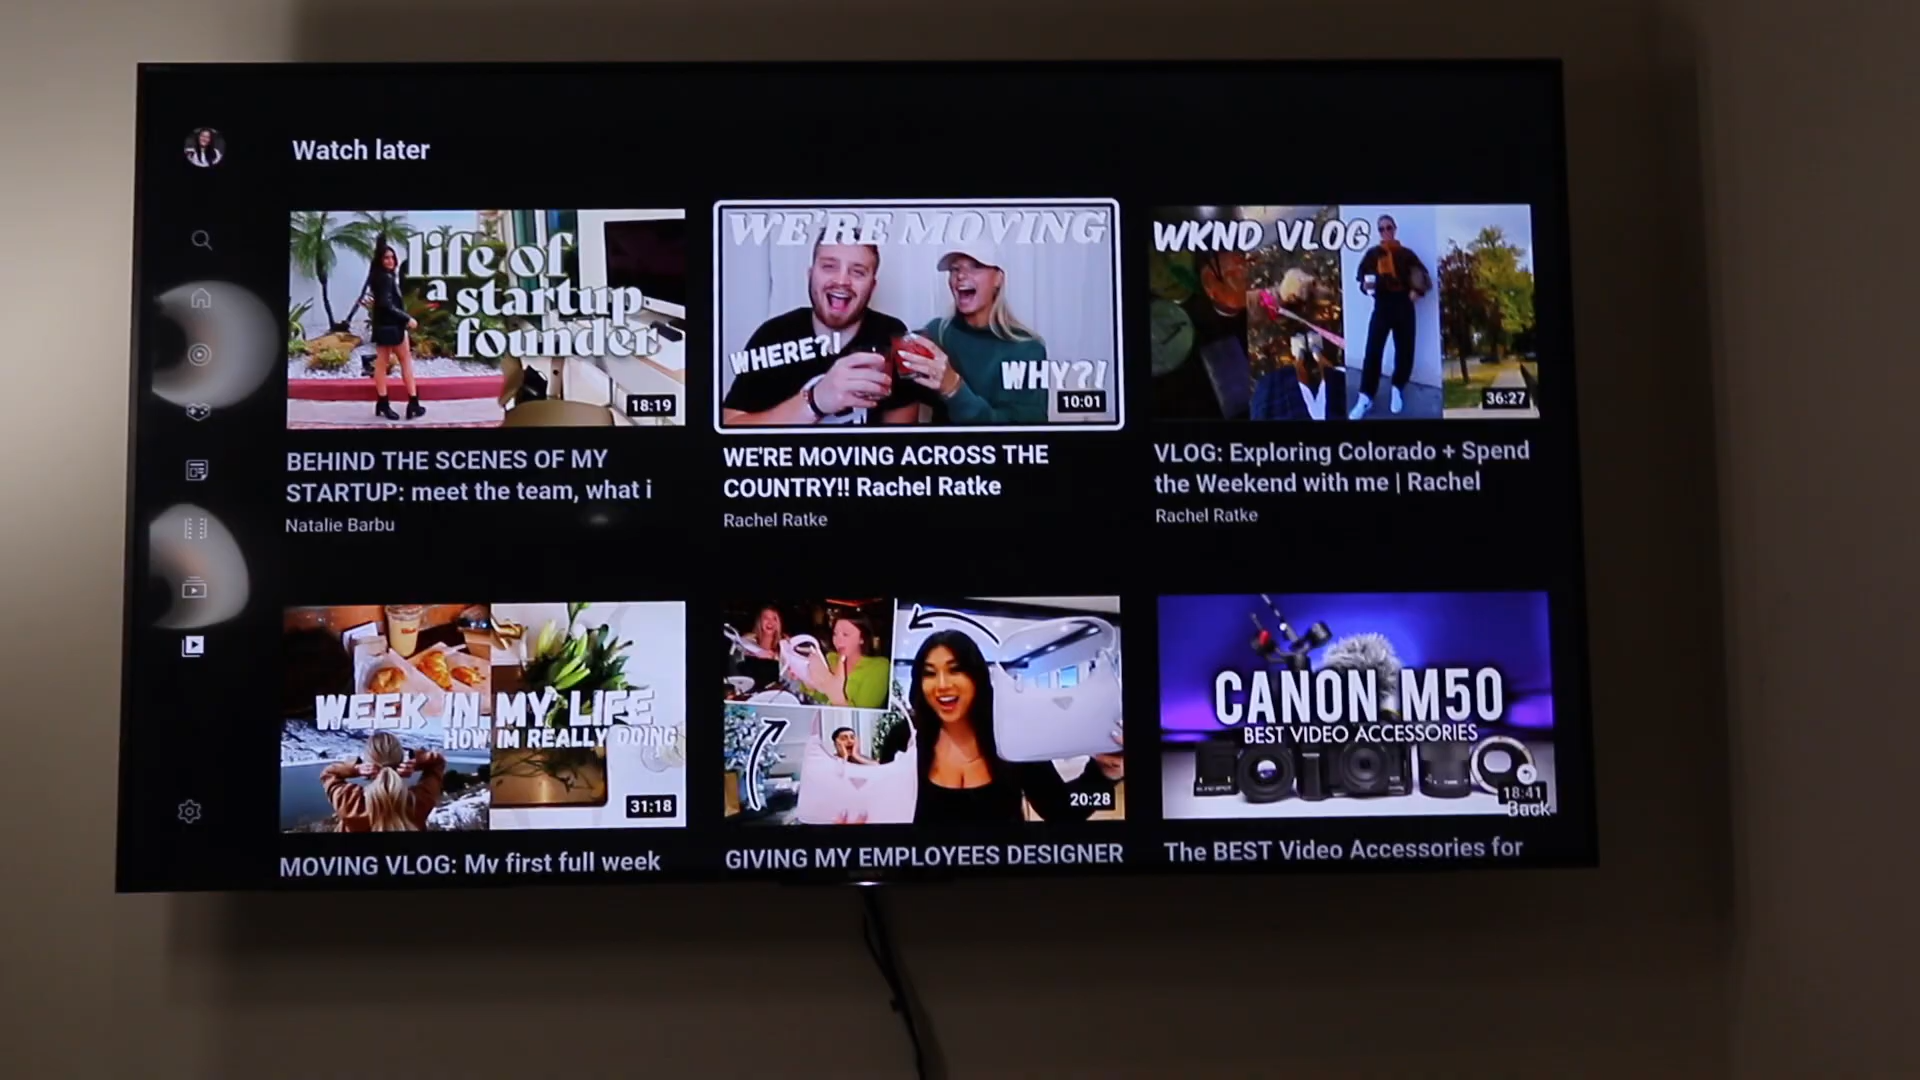 Watch later
life of
a startup
founder
18:19
WE'RE MOVING
WHERE?!
WHY?!
10:01
WKND VLOG
36:27
BEHIND THE SCENES OF MY
STARTUP: meet the team, what i
Natalie Barbu
WE'RE MOVING ACROSS THE
COUNTRY!! Rachel Ratke
Rachel Ratke
VLOG: Exploring Colorado + Spend
the Weekend with me | Rachel
Rachel Ratke
WEEK IN MY LIFE
HOW IM REALLY DOING
31:18
20:28
CANON M50
BEST VIDEO ACCESSORIES
18:41
Back
MOVING VLOG: My first full week
GIVING MY EMPLOYEES DESIGNER
The BEST Video Accessories for